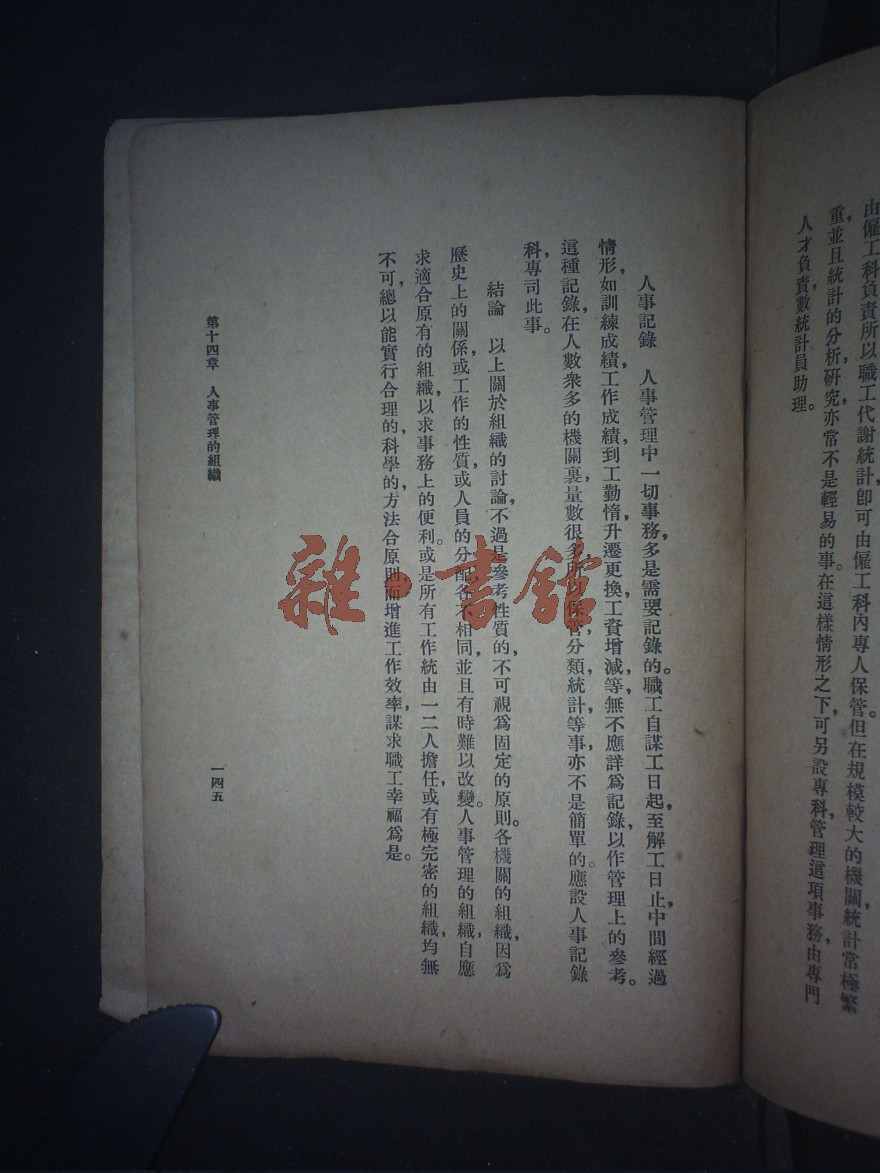 由僱工科負責所以職工代謝統計,卽可由僱工科內專人保管。但在規模較大的機關統計常極繁
重,並且統計的分析,研究,亦常不是輕易的事。在這樣情形之下,可另設專科,管理這項事務,由專門
人才負責,數統計員助理。
人事記錄 人事管理中一切事務,多是需要記錄的。職工自謀工日起,至解工日止,中間經過
情形,如訓練成績,工作成績,到工勤惰,升遷更換,工資增減,等,無不應詳爲記錄,以作管理上的參考。
這種記錄,在人數衆多的機關裏,量數很多,所以保管,分類,統計等事,亦不是簡單的。應設人事記錄
科,專司此事。
結論 以上關於組織的討論,不過是參考性質的,不可視爲固定的原則。各機關的組織,因爲
歷史上的關係,或工作的性質,或人員的分配,各不相同,並且有時難以改變。人事管理的組織,自應
求適合原有的組織,以求事務上的便利。或是所有工作統由一二人擔任,或有極完密的組織,均無
不可,總以能實行合理的,科學的,方法合原則,而增進工作效率,謀求職工幸福爲是。
第十四章 人事管理的組織
一四五
雜·書館